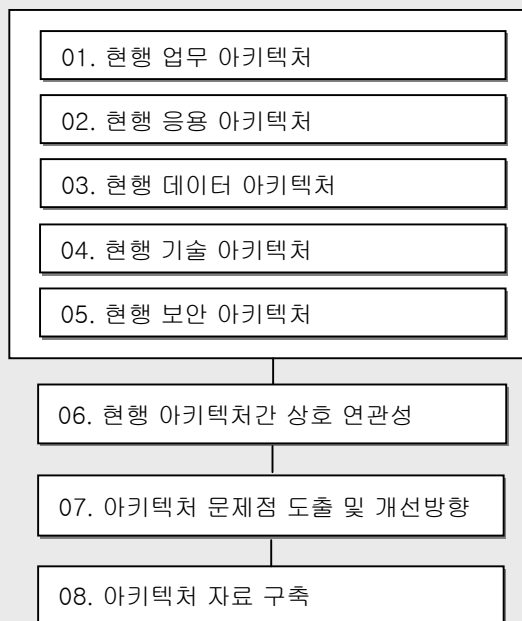 01. 현행 업무 아키텍처
02. 현행 응용 아키텍처
03. 현행 데이터 아키텍처
04. 현행 기술 아키텍처
05. 현행 보안 아키텍처
06. 현행 아키텍처간 상호 연관성
07. 아키텍처 문제점 도출 및 개선방향
08. 아키텍처 자료 구축